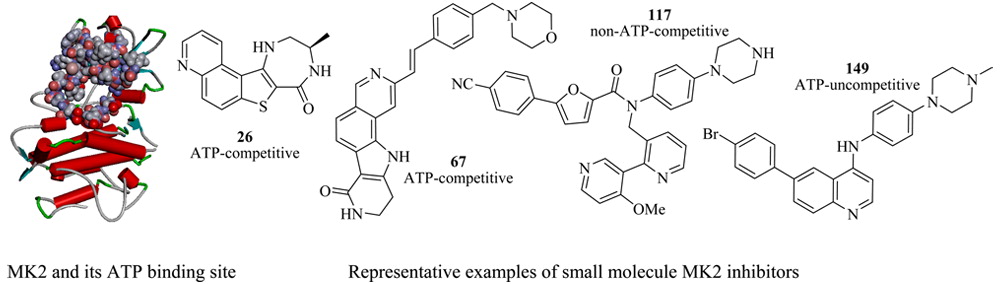 26
ATP-competitive
67
ATP-competitive
117
non-ATP-competitive
149
ATP-uncompetitive
N
HN
NH
S
O
N
O
N
NH
O
HN
NC
O
O
N
N
NH
N
N
OMe
Br
HN
N
N
N
MK2 and its ATP binding site
Representative examples of small molecule MK2 inhibitors